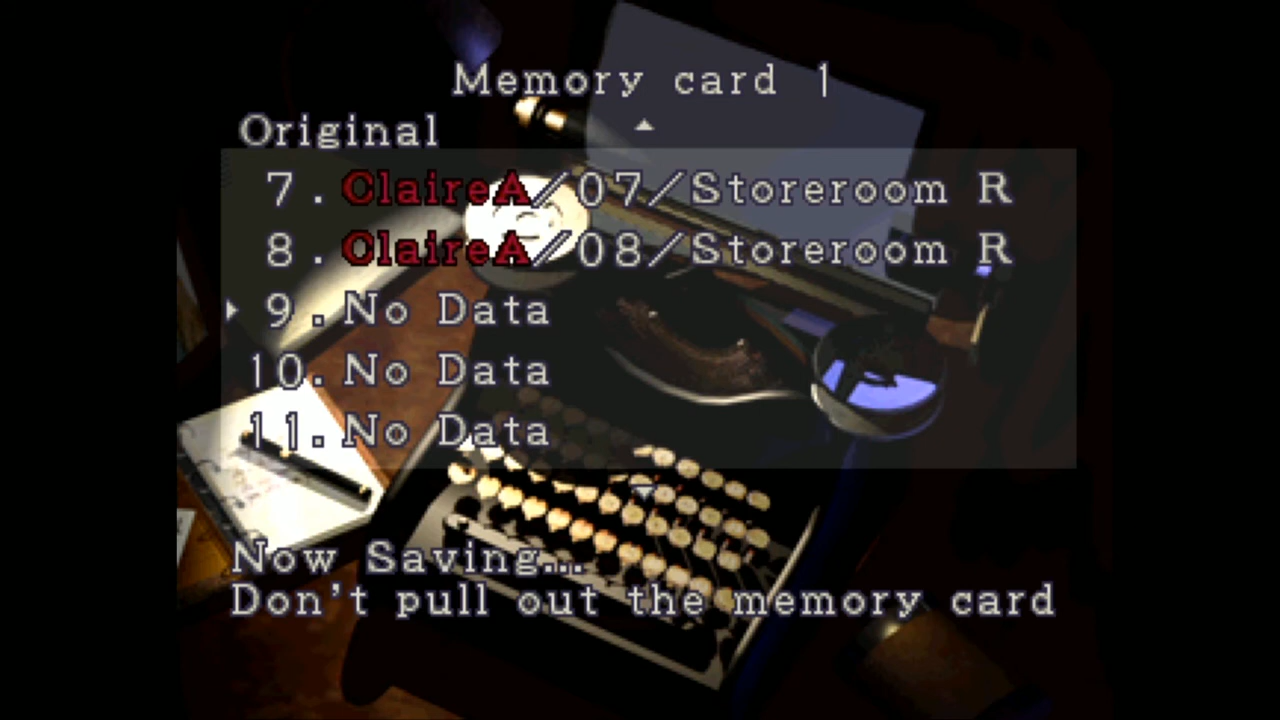 Memory card 1
Original
7. ClaireA/07/Storeroom R
8. ClaireA/08/Storeroom R
9. No Data
10. No Data
11. No Data
Now Saving...
Don't pull out the memory card